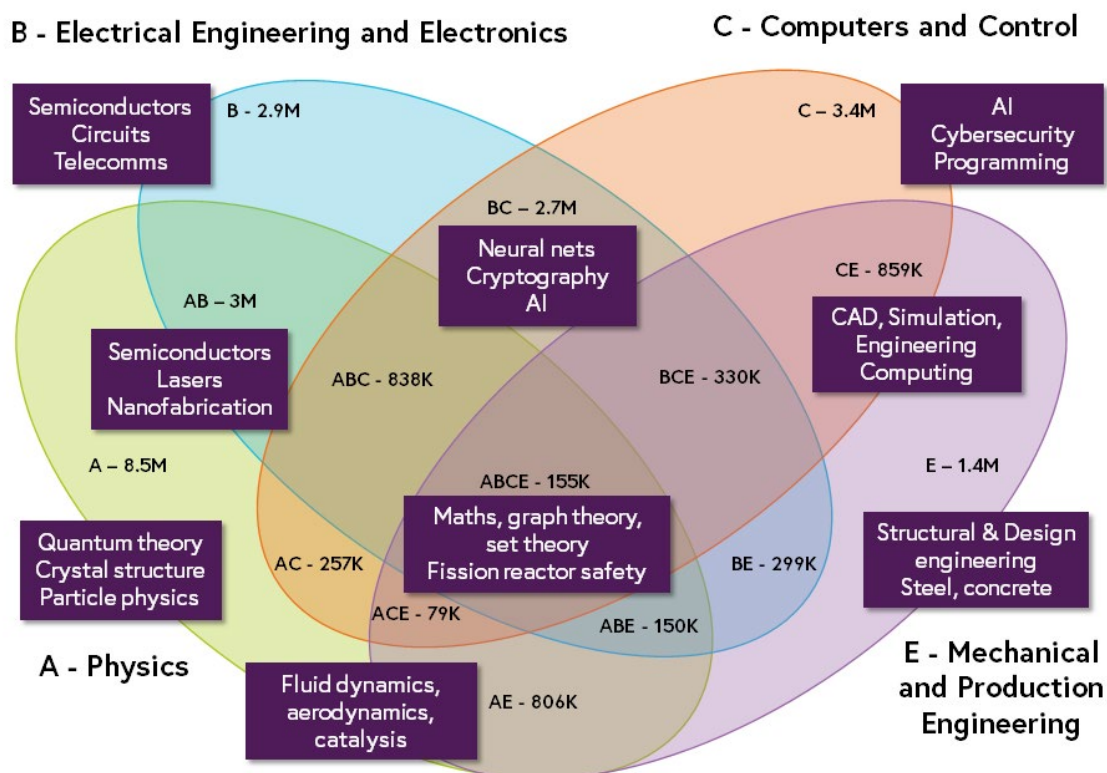 B - Electrical Engineering and Electronics
C - Computers and Control
Semiconductors
Circuits
Telecomms
B - 2.9M
C – 3.4M
AI
Cybersecurity
Programming
BC – 2.7M
Neural nets
Cryptography
AI
CE - 859K
AB – 3M
CAD, Simulation,
Engineering
Computing
Semiconductors
Lasers
Nanofabrication
ABC - 838K
BCE - 330K
A – 8.5M
E – 1.4M
ABCE - 155K
Maths, graph theory,
set theory
Fission reactor safety
Quantum theory
Crystal structure
Particle physics
Structural & Design
engineering
Steel, concrete
AC - 257K
BE - 299K
ACE - 79K
ABE - 150K
A - Physics
E - Mechanical
and Production
Engineering
Fluid dynamics,
aerodynamics,
catalysis
AE - 806K